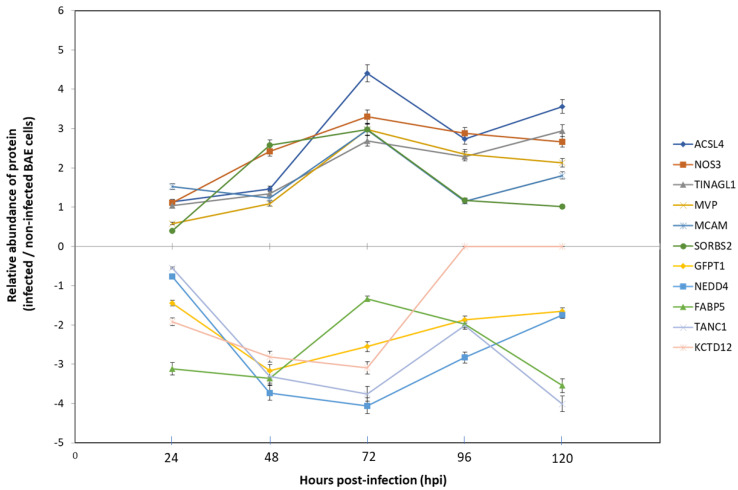 Relative abundance of protein
(infected / non-infected BAE cells)
6
5
4
3
2
1
0
-1
-2
-3
-4
-5
0
24
48
72
96
120
Hours post-infection (hpi)
ACSL4
NOS3
TINAGL1
MVP
MCAM
SORBS2
GFPT1
NEDD4
FABP5
TANC1
KCTD12